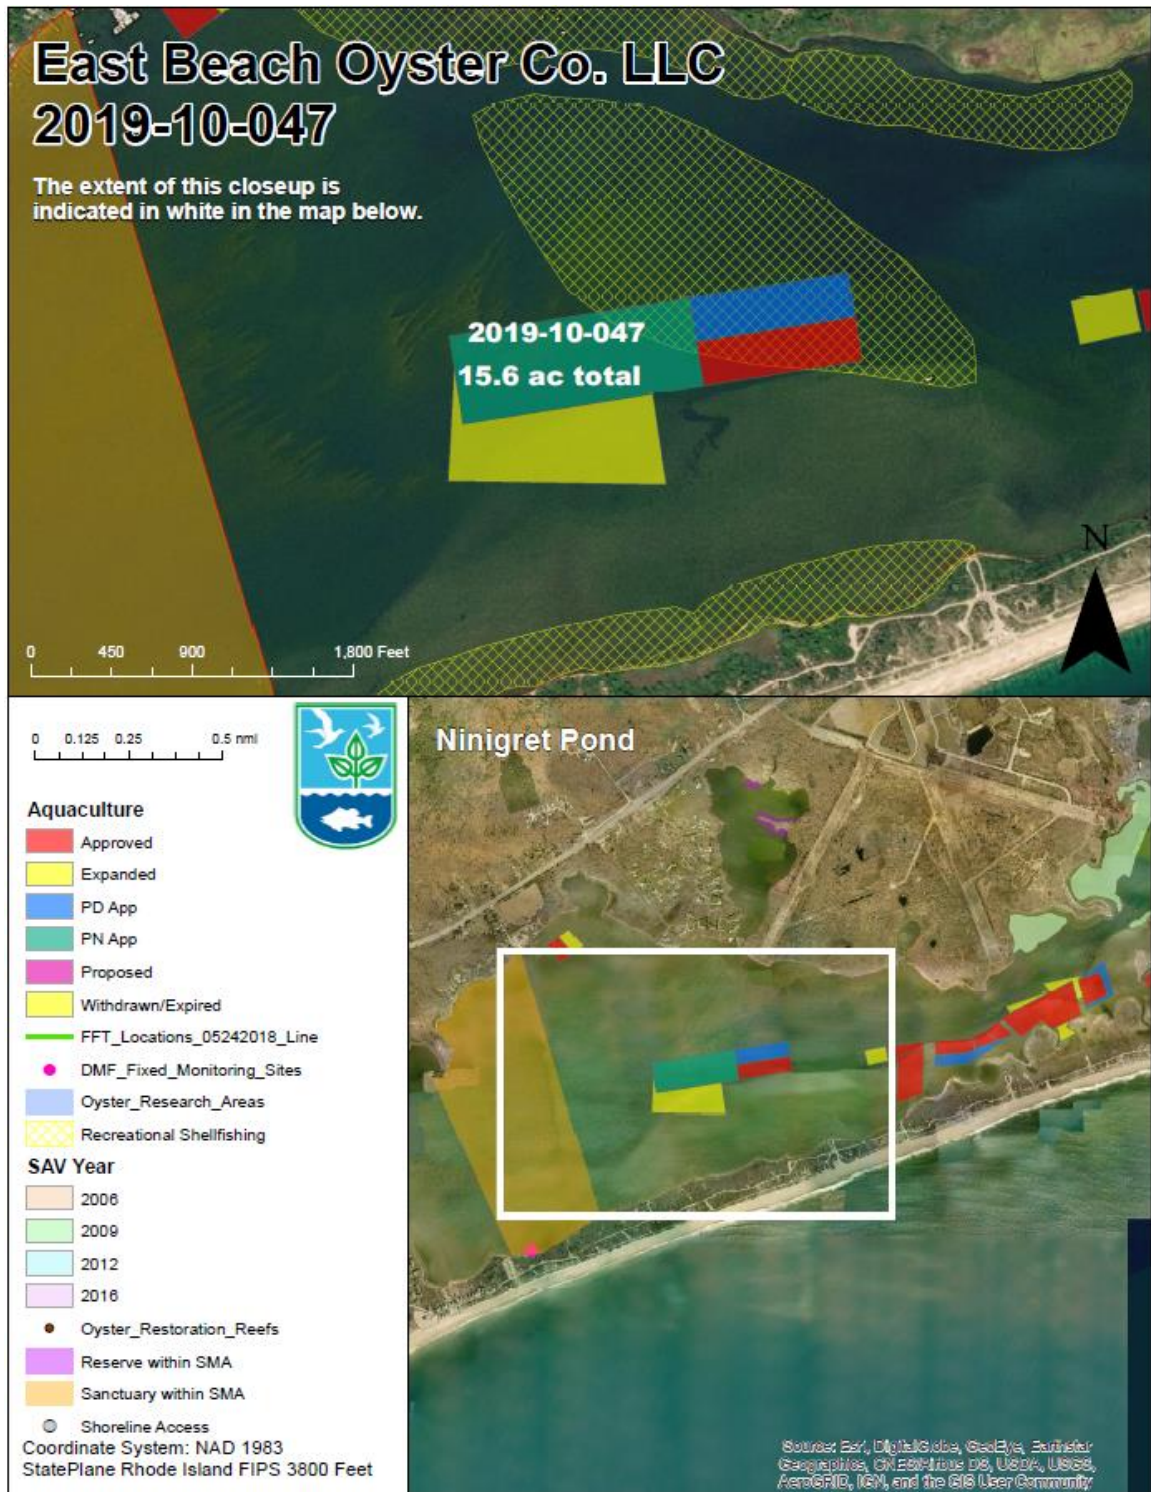 East Beach Oyster Co. LLC
2019-10-047
The extent of this closeup is
indicated in white in the map below.
2019-10-047
15.6 ac total
N
0 450 900 1,800 Feet
0 0.125 0.25 0.5 nmi
Aquaculture
Approved
Expanded
PD App
PN App
Proposed
Withdrawn/Expired
FFT_Locations_05242018_Line
DMF_Fixed_Monitoring_Sites
Oyster_Research_Areas
Recreational Shellfishing
SAV Year
2006
2009
2012
2016
Oyster_Restoration_Reefs
Reserve within SMA
Sanctuary within SMA
Shoreline Access
Coordinate System: NAD 1983
StatePlane Rhode Island FIPS 3800 Feet
Ninigret Pond
Source: Esri, DigitalGlobe, GeoEye, Earthstar
Geographics, CNES/Airbus DS, USDA, USGS,
AeroGRID, IGN, and the GIS User Community